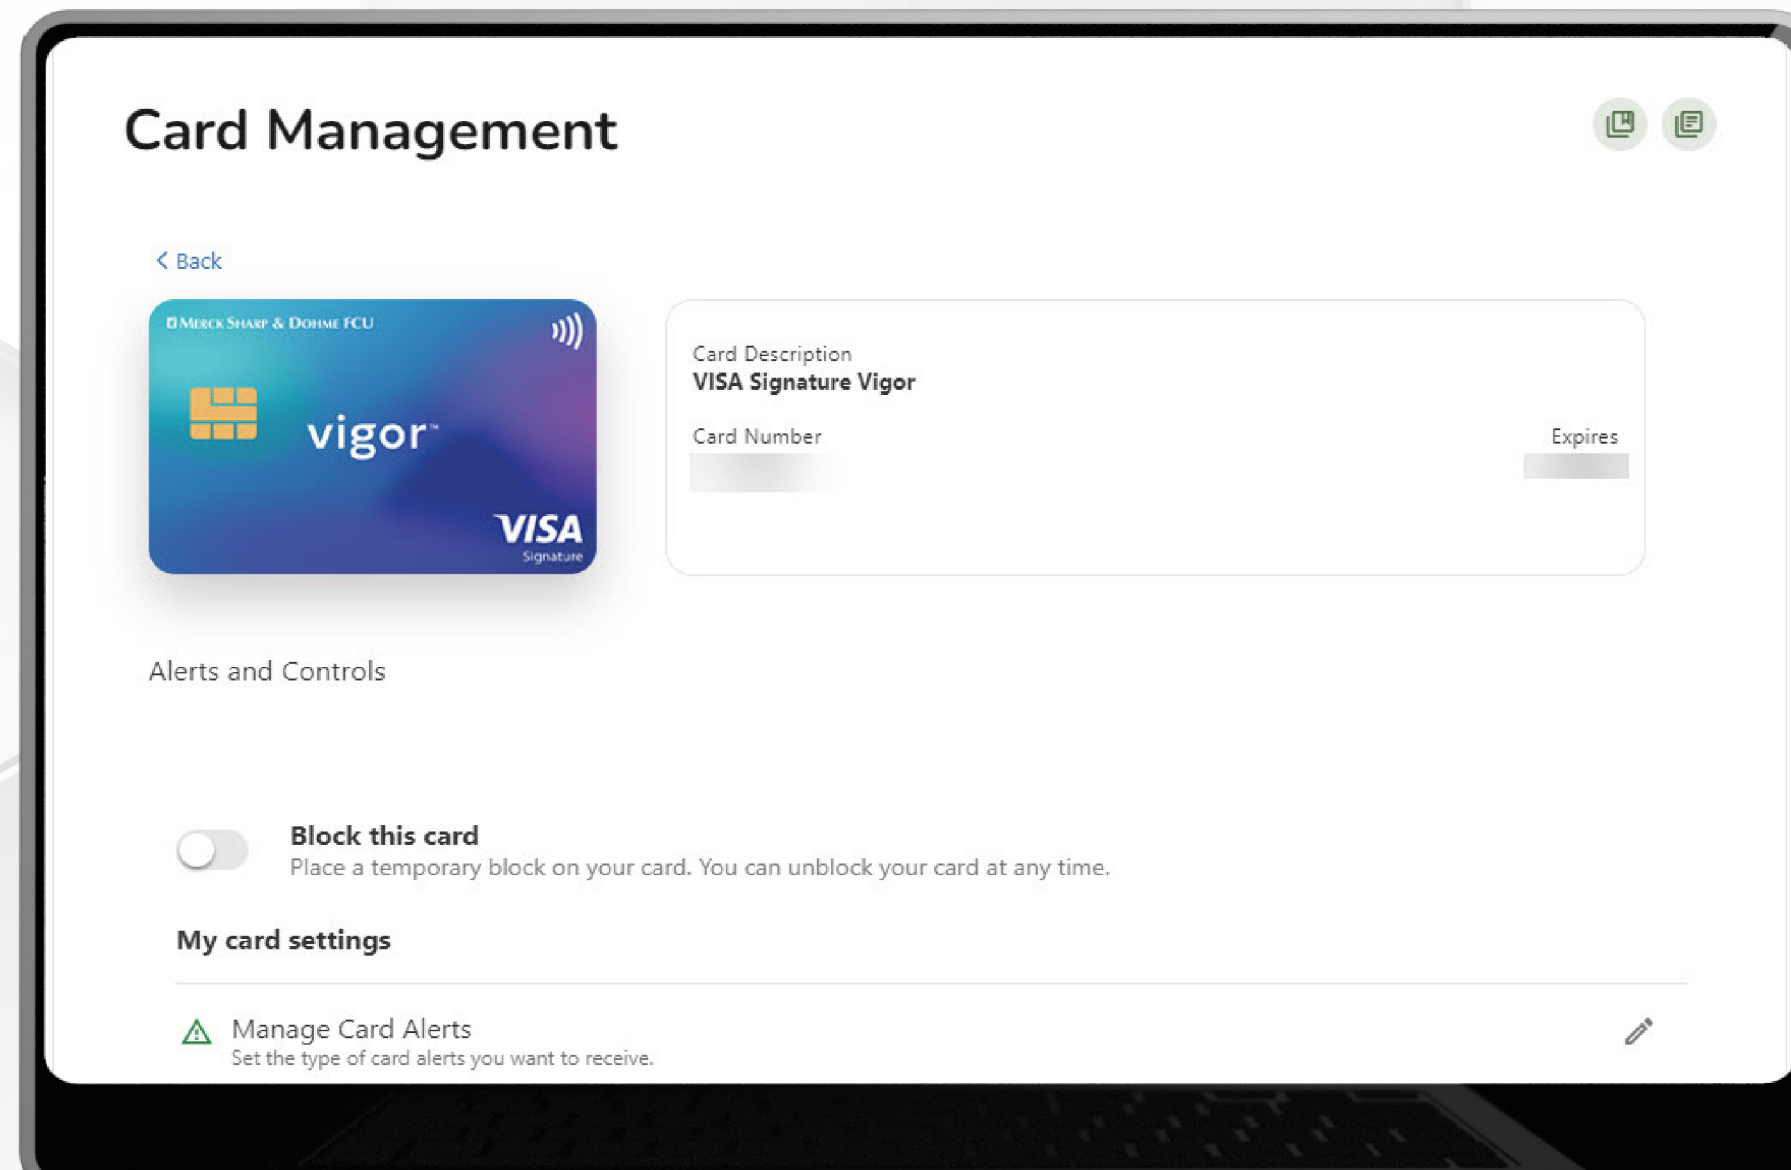 Card Management
Back
MERCK SHARP & DOHME FCU
vigor™
VISA
Signature
Card Description
VISA Signature Vigor
Card Number
Expires
Alerts and Controls
Block this card
Place a temporary block on your card. You can unblock your card at any time.
My card settings
Manage Card Alerts
Set the type of card alerts you want to receive.